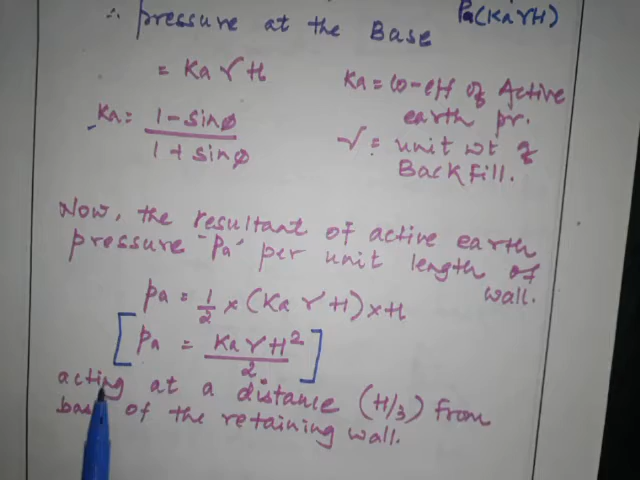 ∴ pressure at the Base Pa(KaγH)
= Ka γ H
Ka = co-eff of Active
earth pr.
Ka = 1 - sinø / 1 + sinø
γ = unit wt of
Back Fill.
Now, the resultant of active earth
pressure "Pa" per unit length of
wall.
Pa = 1/2 × (Ka γ H) × H
[Pa = Ka γ H² / 2]
acting at a distance (H/3) From
base of the retaining wall.